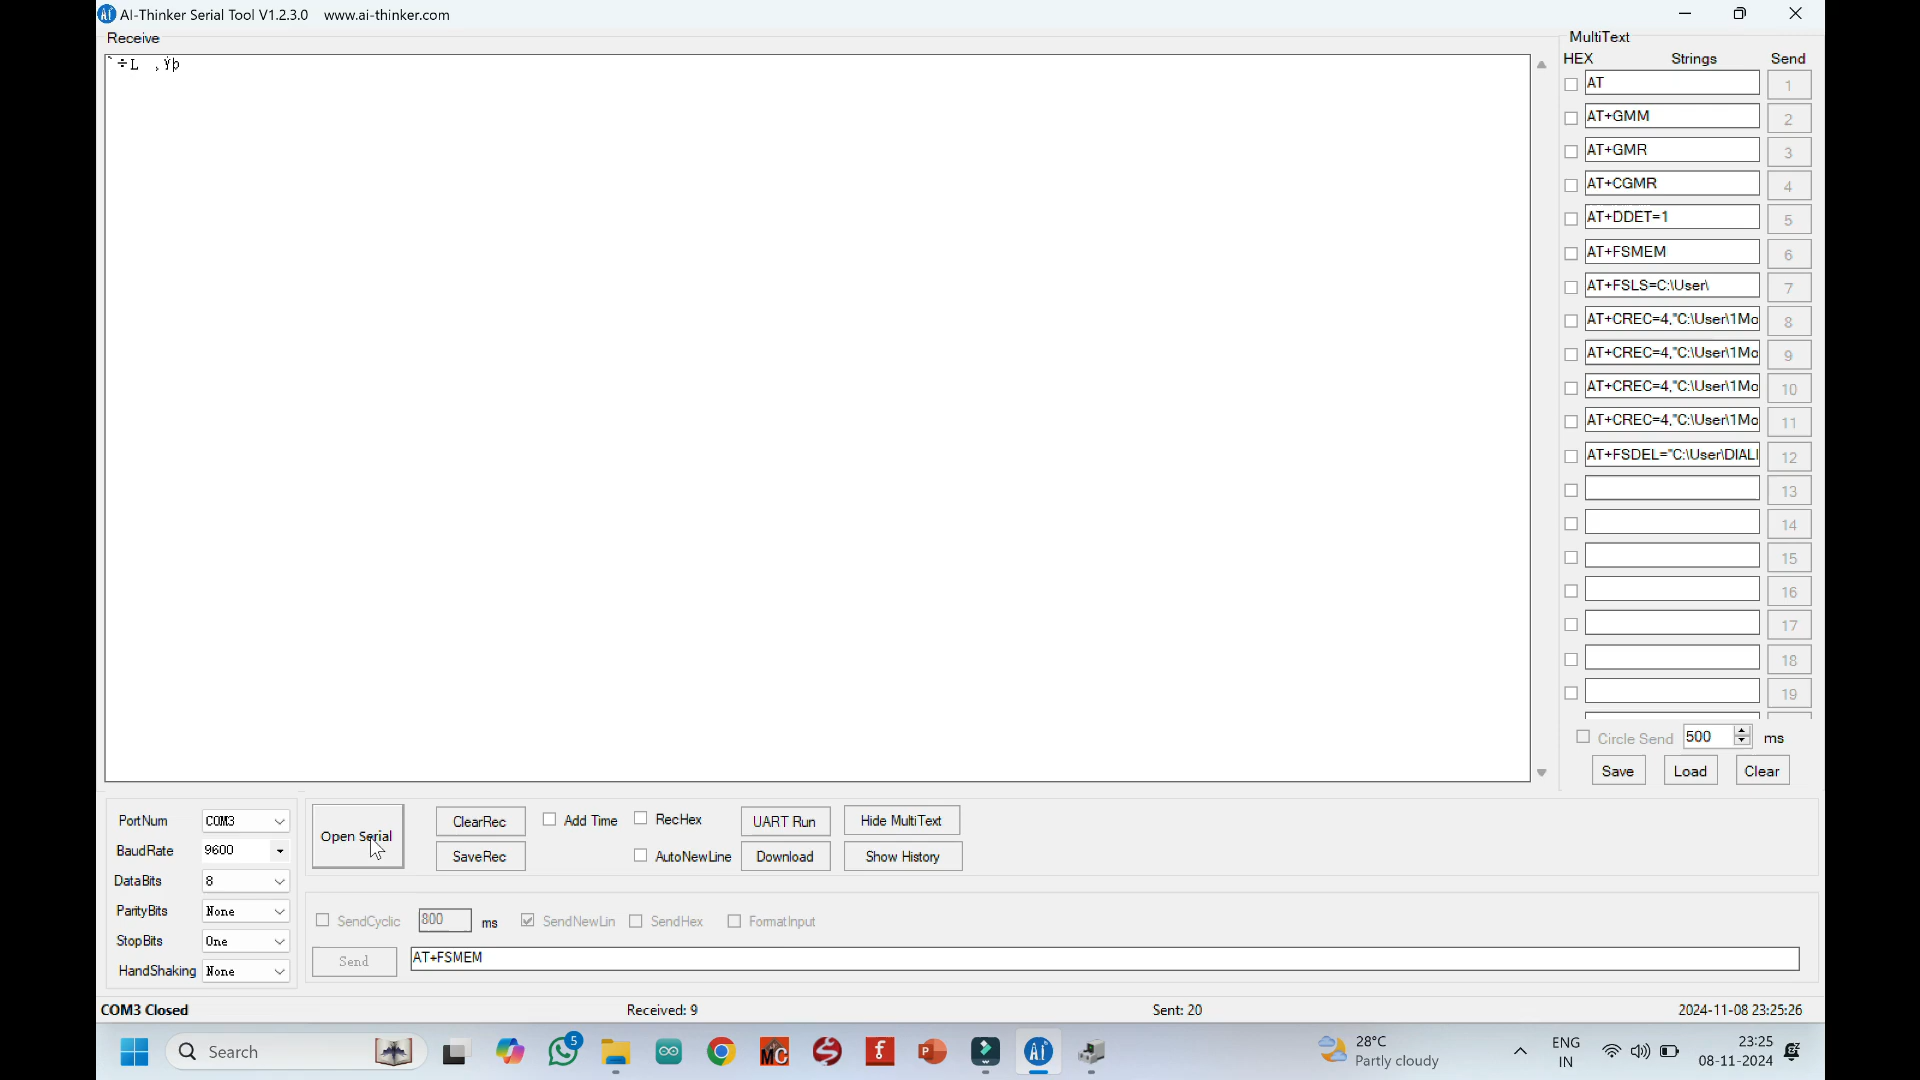 AI-Thinker Serial Tool V1.2.3.0 www.ai-thinker.com
Receive
`÷L ¸Ýþ
MultiText
HEX Strings Send
AT 1
AT+GMM 2
AT+GMR 3
AT+CGMR 4
AT+DDET=1 5
AT+FSMEM 6
AT+FSLS=C:\User\ 7
AT+CREC=4,"C:\User\1Mo 8
AT+CREC=4,"C:\User\1Mo 9
AT+CREC=4,"C:\User\1Mo 10
AT+CREC=4,"C:\User\1Mo 11
AT+FSDEL="C:\User\DIALI 12
13
14
15
16
17
18
19
Circle Send 500 ms
Save Load Clear
PortNum COM3
BaudRate 9600
DataBits 8
ParityBits None
StopBits One
HandShaking None
Open Serial
ClearRec Add Time RecHex UART Run Hide MultiText
SaveRec AutoNewLine Download Show History
SendCyclic 800 ms SendNewLin SendHex FormatInput
Send AT+FSMEM
COM3 Closed Received: 9 Sent: 20 2024-11-08 23:25:26
Search
5
28°C
Partly cloudy
ENG
IN
23:25
08-11-2024